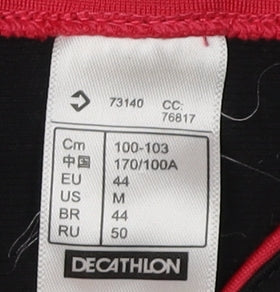 73140 CC:
76817
Cm 100-103
中国 170/100A
EU 44
US M
BR 44
RU 50
DECATHLON